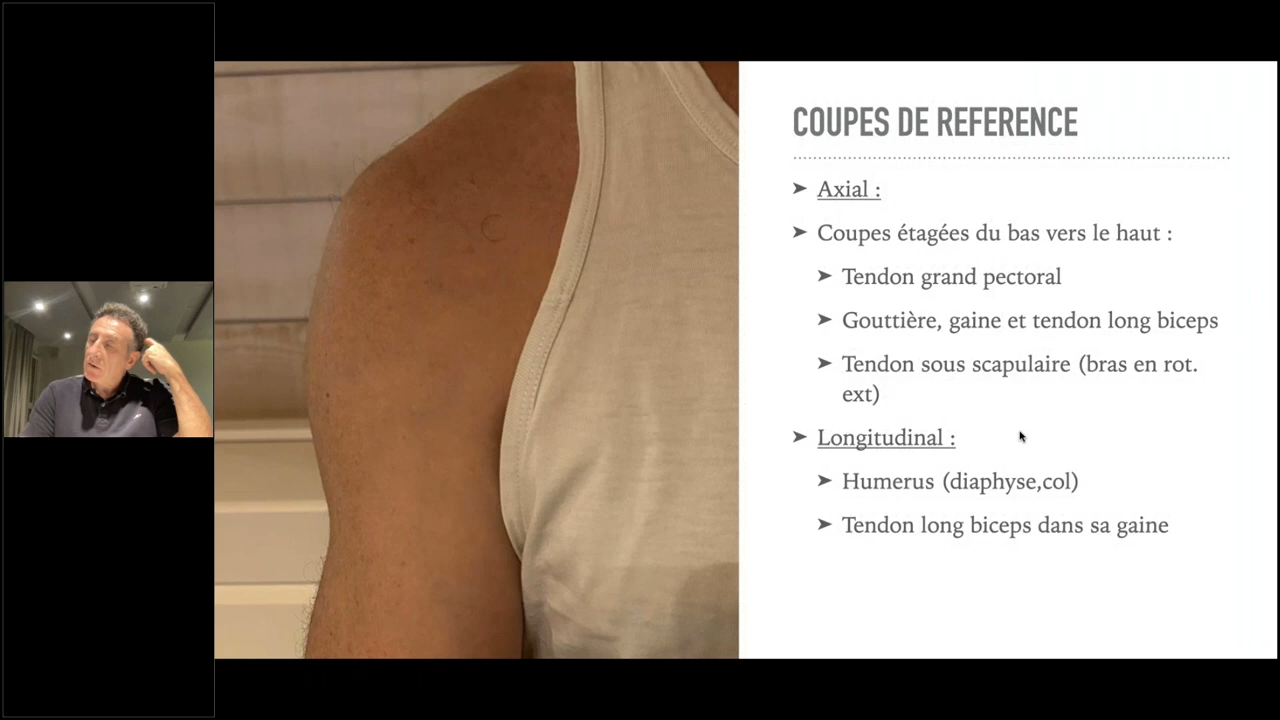 COUPES DE REFERENCE
Axial :
Coupes étagées du bas vers le haut :
Tendon grand pectoral
Gouttière, gaine et tendon long biceps
Tendon sous scapulaire (bras en rot.
ext)
Longitudinal :
Humerus (diaphyse,col)
Tendon long biceps dans sa gaine